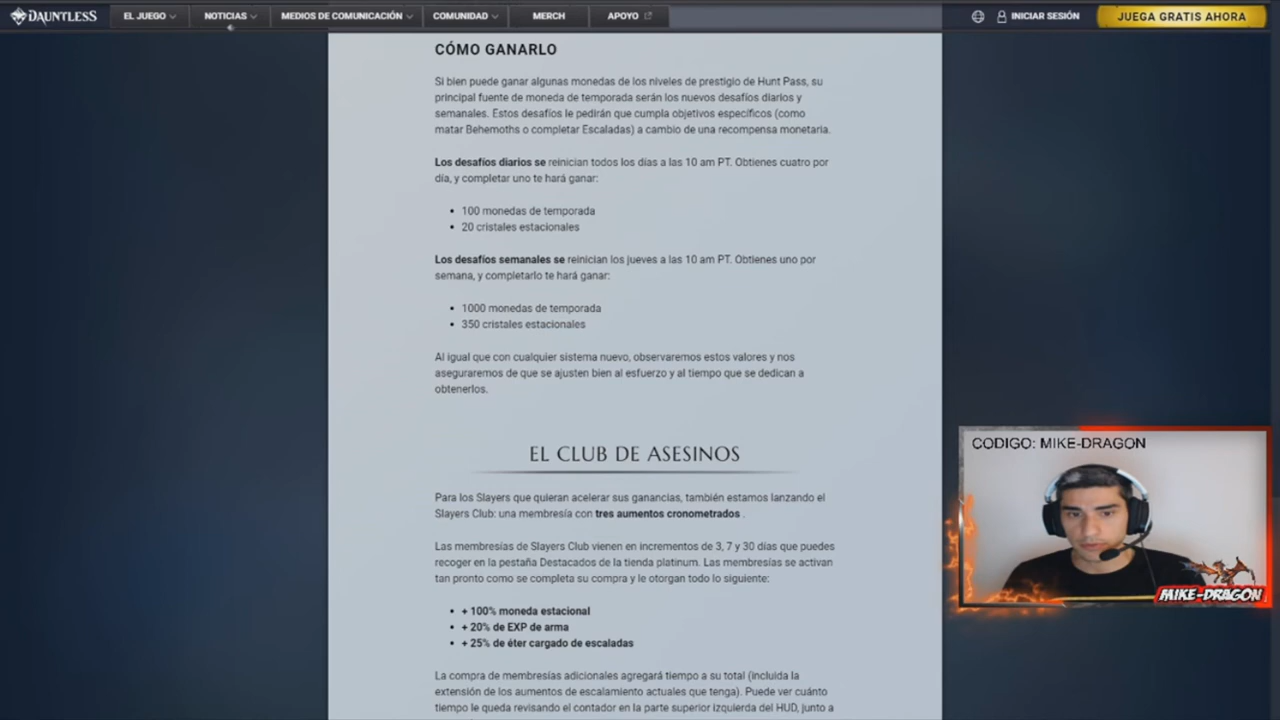 DAUNTLESS
EL JUEGO
NOTICIAS
MEDIOS DE COMUNICACIÓN
COMUNIDAD
MERCH
APOYO
INICIAR SESIÓN
JUEGA GRATIS AHORA
CÓMO GANARLO
Si bien puede ganar algunas monedas de los niveles de prestigio de Hunt Pass, su
principal fuente de moneda de temporada serán los nuevos desafíos diarios y
semanales. Estos desafíos le pedirán que cumpla objetivos específicos (como
matar Behemoths o completar Escaladas) a cambio de una recompensa monetaria.
Los desafíos diarios se reinician todos los días a las 10 am PT. Obtienes cuatro por
día, y completar uno te hará ganar:
• 100 monedas de temporada
• 20 cristales estacionales
Los desafíos semanales se reinician los jueves a las 10 am PT. Obtienes uno por
semana, y completarlo te hará ganar:
• 1000 monedas de temporada
• 350 cristales estacionales
Al igual que con cualquier sistema nuevo, observaremos estos valores y nos
aseguraremos de que se ajusten bien al esfuerzo y al tiempo que se dedican a
obtenerlos.
EL CLUB DE ASESINOS
Para los Slayers que quieran acelerar sus ganancias, también estamos lanzando el
Slayers Club: una membresía con tres aumentos cronometrados .
Las membresías de Slayers Club vienen en incrementos de 3, 7 y 30 días que puedes
recoger en la pestaña Destacados de la tienda platinum. Las membresías se activan
tan pronto como se completa su compra y le otorgan todo lo siguiente:
• + 100% moneda estacional
• + 20% de EXP de arma
• + 25% de éter cargado de escaladas
La compra de membresías adicionales agregará tiempo a su total (incluida la
extensión de los aumentos de escalamiento actuales que tenga). Puede ver cuánto
tiempo le queda revisando el contador en la parte superior izquierda del HUD, junto a
CODIGO: MIKE-DRAGON
MIKE-DRAGON